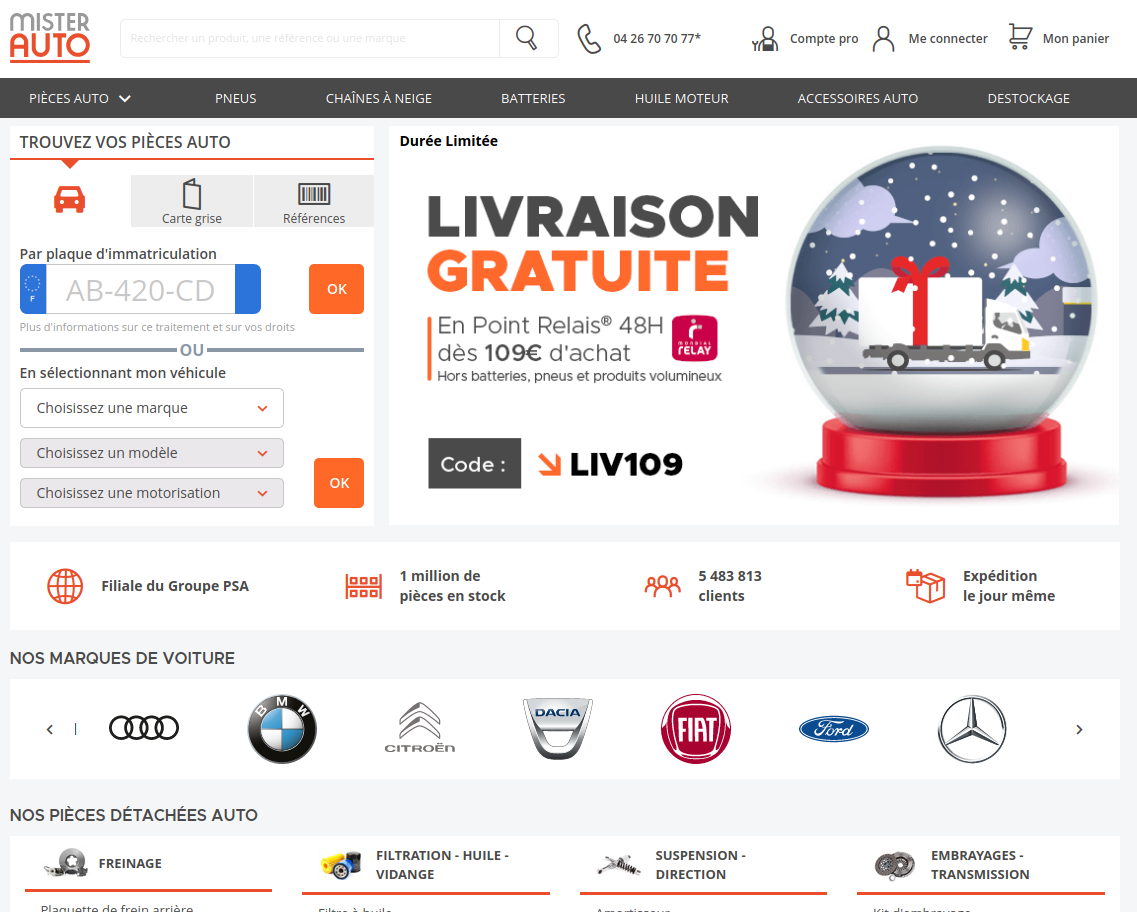 MISTER
AUTO
Rechercher un produit, une référence ou une marque
04 26 70 70 77*
Compte pro
Me connecter
Mon panier
PIÈCES AUTO
PNEUS
CHAÎNES À NEIGE
BATTERIES
HUILE MOTEUR
ACCESSOIRES AUTO
DESTOCKAGE
TROUVEZ VOS PIÈCES AUTO
Carte grise
Références
Par plaque d'immatriculation
F
AB-420-CD
OK
Plus d'informations sur ce traitement et sur vos droits
OU
En sélectionnant mon véhicule
Choisissez une marque
Choisissez un modèle
Choisissez une motorisation
OK
Durée Limitée
LIVRAISON
GRATUITE
En Point Relais® 48H
dès 109€ d'achat
MONDIAL
RELAY
Hors batteries, pneus et produits volumineux
Code :
LIV109
Filiale du Groupe PSA
1 million de
pièces en stock
5 483 813
clients
Expédition
le jour même
NOS MARQUES DE VOITURE
BMW
CITROËN
DACIA
FIAT
Ford
NOS PIÈCES DÉTACHÉES AUTO
FREINAGE
FILTRATION - HUILE -
VIDANGE
SUSPENSION -
DIRECTION
EMBRAYAGES -
TRANSMISSION
Plaquette de frein arrière
Filtre à huile
Amortisseur
Kit d'embrayage